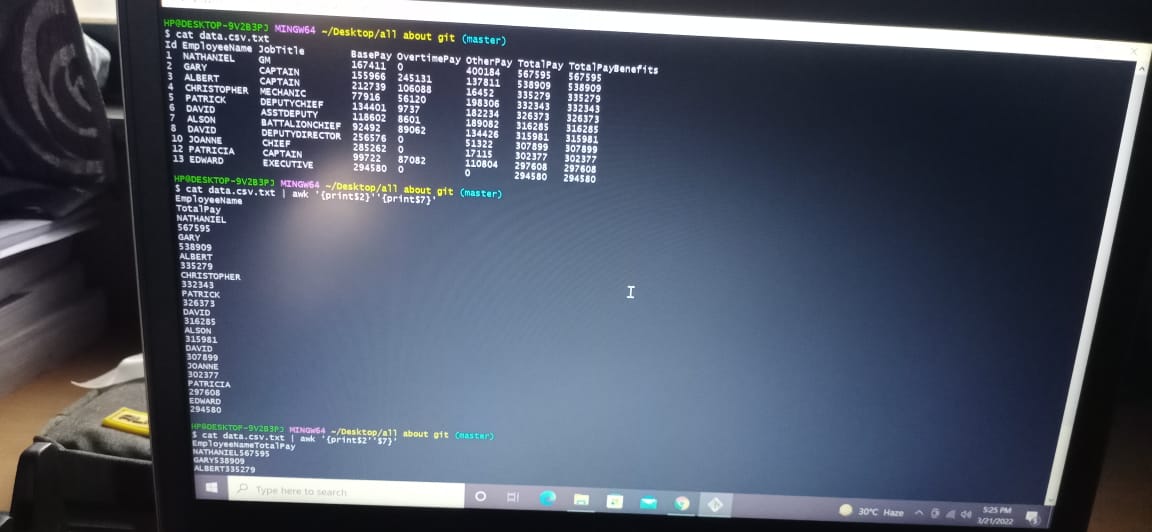 HP@DESKTOP-9V2B3PJ MINGW64 ~/Desktop/all about git (master)
$ cat data.csv.txt
Id EmployeeName JobTitle BasePay OvertimePay OtherPay TotalPay TotalPayBenefits
1 NATHANIEL GM 167411 0 400184 567595 567595
2 GARY CAPTAIN 155966 245131 137811 538909 538909
3 ALBERT CAPTAIN 212739 106088 16452 335279 335279
4 CHRISTOPHER MECHANIC 77916 56120 198306 332343 332343
5 PATRICK DEPUTYCHIEF 134401 9737 182234 326373 326373
6 DAVID ASSTDEPUTY 118602 8601 189082 316285 316285
7 ALSON BATTALIONCHIEF 92492 89062 134426 315981 315981
8 DAVID DEPUTYDIRECTOR 256576 0 51322 307899 307899
10 JOANNE CHIEF 285262 0 17115 302377 302377
12 PATRICIA CAPTAIN 99722 87082 110804 297608 297608
13 EDWARD EXECUTIVE 294580 0 0 294580 294580
HP@DESKTOP-9V2B3PJ MINGW64 ~/Desktop/all about git (master)
$ cat data.csv.txt | awk '{print$2}''{print$7}'
EmployeeName
TotalPay
NATHANIEL
567595
GARY
538909
ALBERT
335279
CHRISTOPHER
332343
PATRICK
326373
DAVID
316285
ALSON
315981
DAVID
307899
JOANNE
302377
PATRICIA
297608
EDWARD
294580
HP@DESKTOP-9V2B3PJ MINGW64 ~/Desktop/all about git (master)
$ cat data.csv.txt | awk '{print$2''$7}'
EmployeeNameTotalPay
NATHANIEL567595
GARY538909
ALBERT335279
Type here to search
30°C Haze
5:25 PM
3/21/2022